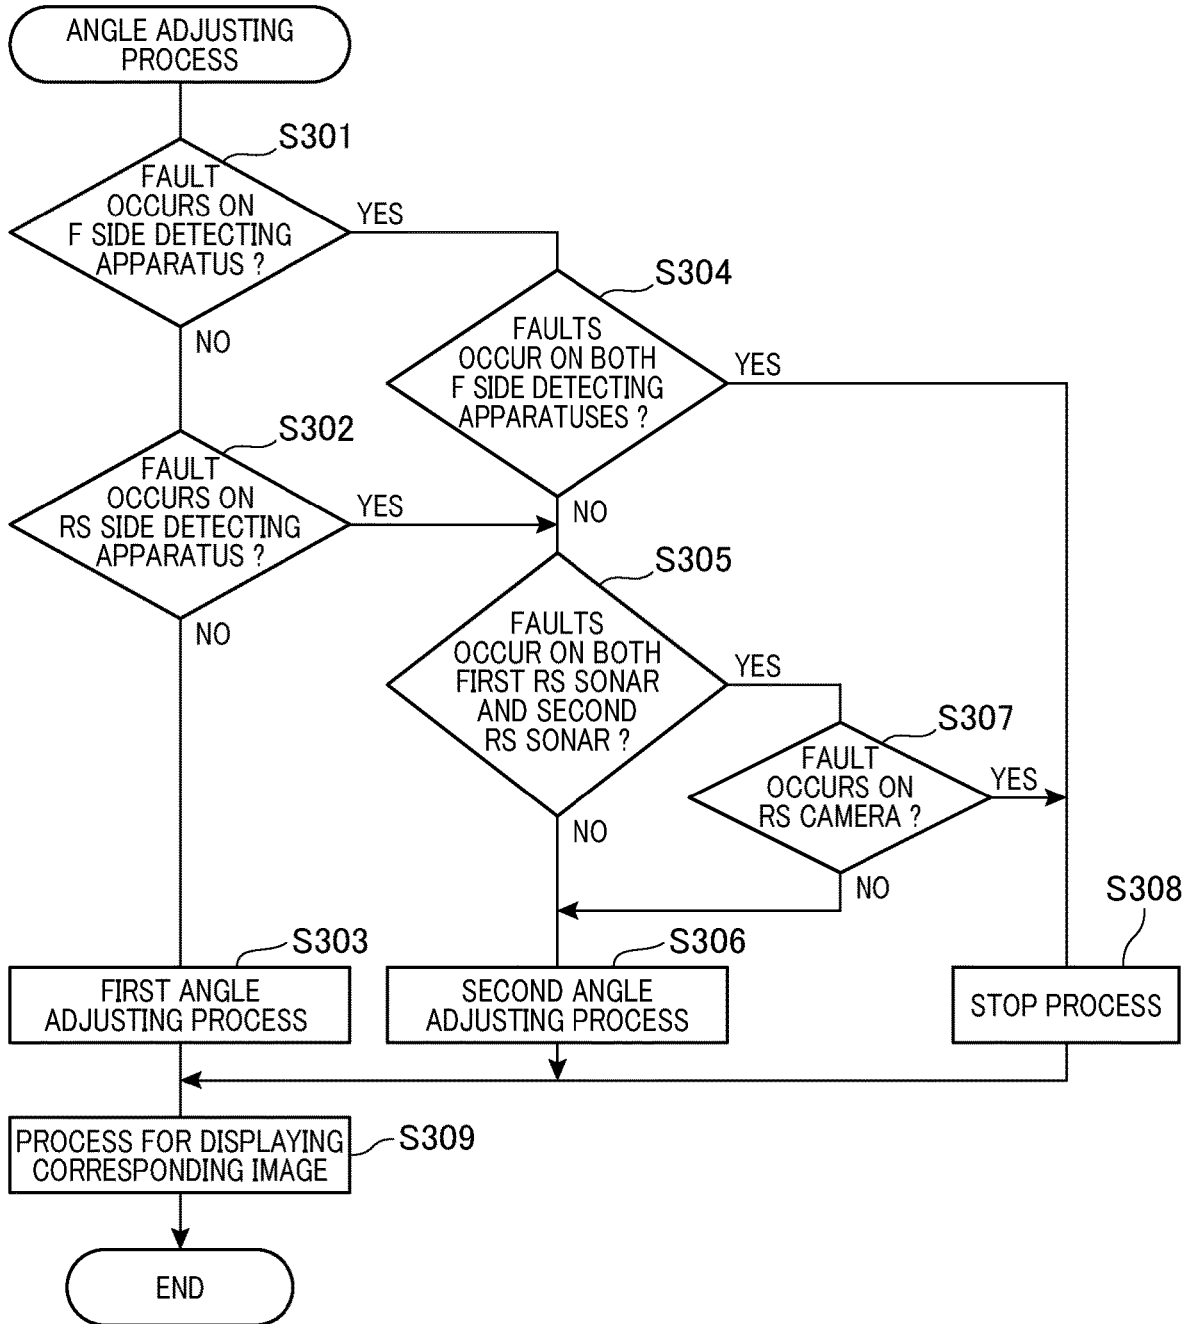 ANGLE ADJUSTING
PROCESS
S301
FAULT
OCCURS ON
F SIDE DETECTING
APPARATUS ?
YES
NO
S304
FAULTS
OCCUR ON BOTH
F SIDE DETECTING
APPARATUSES ?
YES
NO
S302
FAULT
OCCURS ON
RS SIDE DETECTING
APPARATUS ?
YES
NO
S305
FAULTS
OCCUR ON BOTH
FIRST RS SONAR
AND SECOND
RS SONAR ?
YES
NO
S307
FAULT
OCCURS ON
RS CAMERA ?
YES
NO
S303
FIRST ANGLE
ADJUSTING PROCESS
S306
SECOND ANGLE
ADJUSTING PROCESS
S308
STOP PROCESS
PROCESS FOR DISPLAYING
CORRESPONDING IMAGE
S309
END